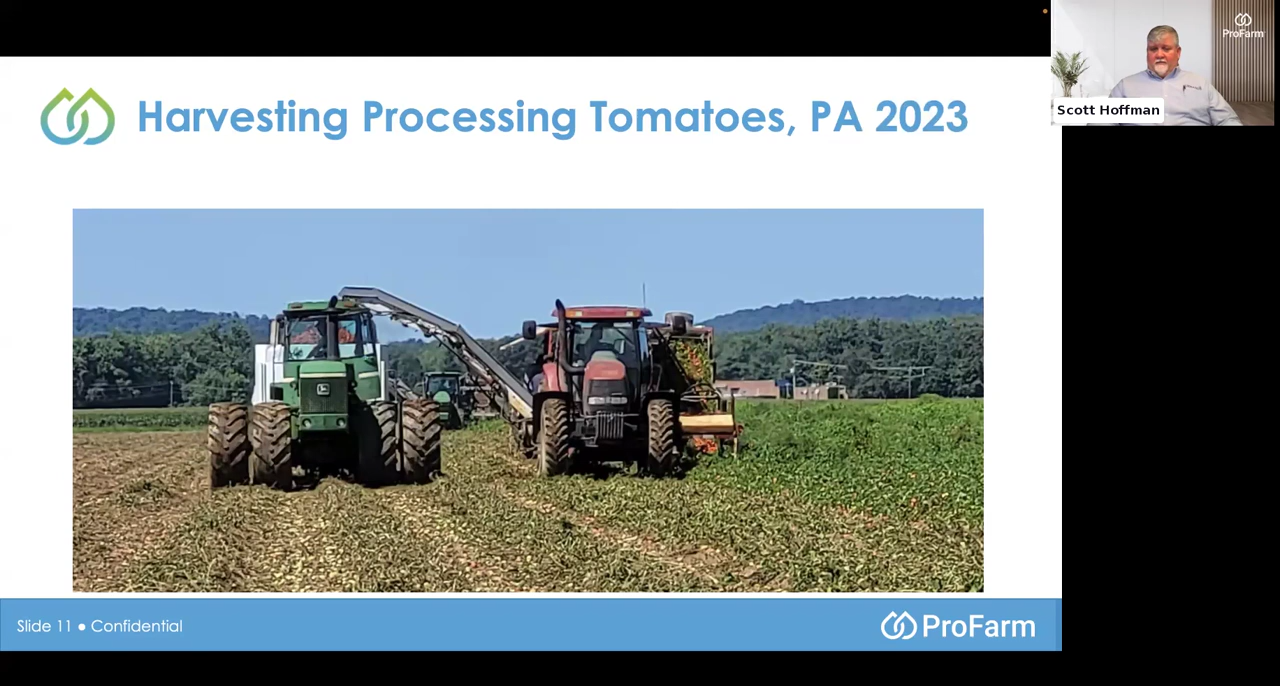 Harvesting Processing Tomatoes, PA 2023
ProFarm
Scott Hoffman
Slide 11 ● Confidential
ProFarm